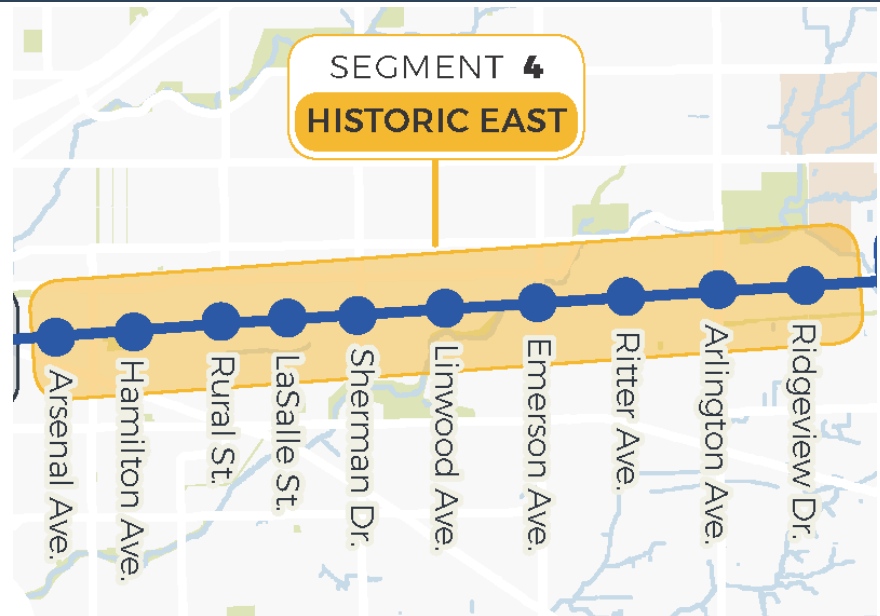 SEGMENT 4
HISTORIC EAST
Arsenal Ave.
Hamilton Ave.
Rural St.
LaSalle St.
Sherman Dr.
Linwood Ave.
Emerson Ave.
Ritter Ave.
Arlington Ave.
Ridgeview Dr.